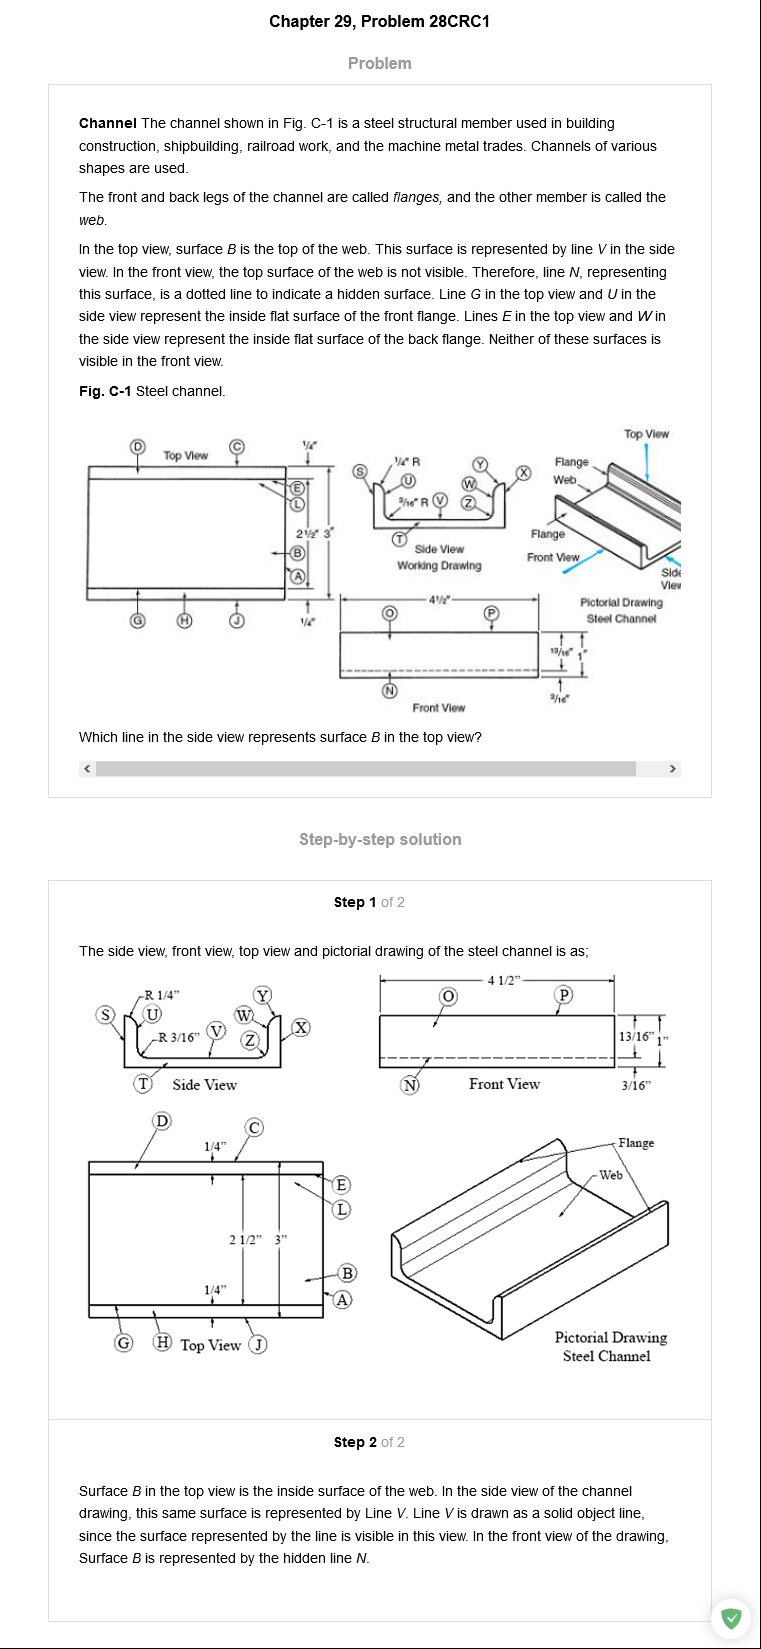 Chapter 29, Problem 28CRC1
Problem
Channel The channel shown in Fig. C-1 is a steel structural member used in building
construction, shipbuilding, railroad work, and the machine metal trades. Channels of various
shapes are used.
The front and back legs of the channel are called flanges, and the other member is called the
web.
In the top view, surface B is the top of the web. This surface is represented by line V in the side
view. In the front view, the top surface of the web is not visible. Therefore, line N, representing
this surface, is a dotted line to indicate a hidden surface. Line G in the top view and U in the
side view represent the inside flat surface of the front flange. Lines E in the top view and W in
the side view represent the inside flat surface of the back flange. Neither of these surfaces is
visible in the front view.
Fig. C-1 Steel channel.
D
Top View
C
1/4"
E
L
2 1/2" 3"
B
A
G
H
J
1/4"
S
1/4" R
U
3/16" R
V
Y
W
Z
X
T
Side View
Working Drawing
Top View
Flange
Web
Flange
Front View
Side
View
Pictorial Drawing
Steel Channel
4 1/2"
O
P
13/16" 1"
N
3/16"
Front View
Which line in the side view represents surface B in the top view?
Step-by-step solution
Step 1 of 2
The side view, front view, top view and pictorial drawing of the steel channel is as;
R 1/4"
S
U
R 3/16"
V
Y
W
Z
X
T
Side View
4 1/2"
O
P
13/16" 1"
N
Front View
3/16"
D
C
1/4"
E
L
2 1/2" 3"
B
1/4"
A
G
H
Top View
J
Flange
Web
Pictorial Drawing
Steel Channel
Step 2 of 2
Surface B in the top view is the inside surface of the web. In the side view of the channel
drawing, this same surface is represented by Line V. Line V is drawn as a solid object line,
since the surface represented by the line is visible in this view. In the front view of the drawing,
Surface B is represented by the hidden line N.